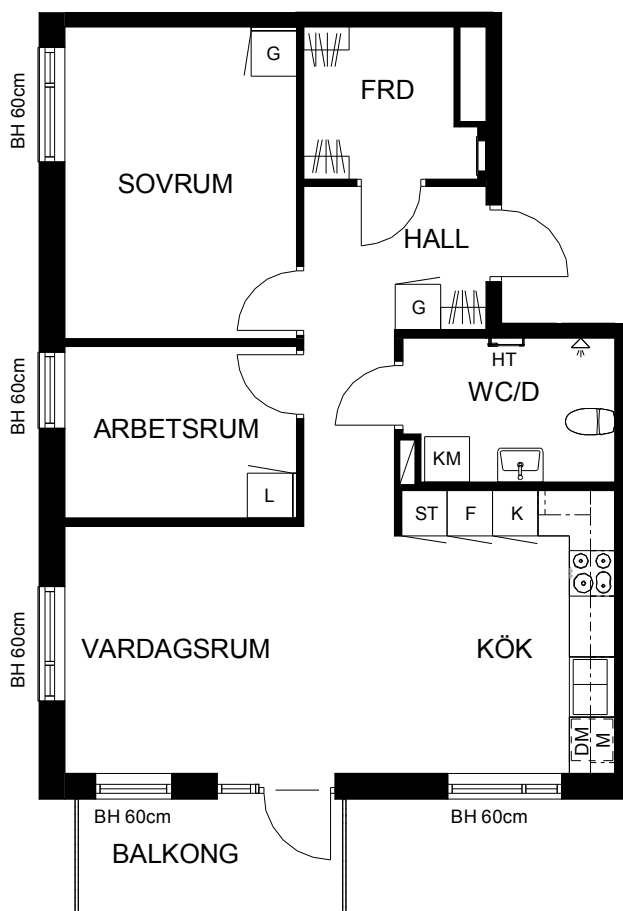 G
FRD
BH 60cm
SOVRUM
HALL
G
HT
WC/D
BH 60cm
ARBETSRUM
KM
L
ST
F
K
BH 60cm
VARDAGSRUM
KÖK
DM
M
BH 60cm
BH 60cm
BALKONG